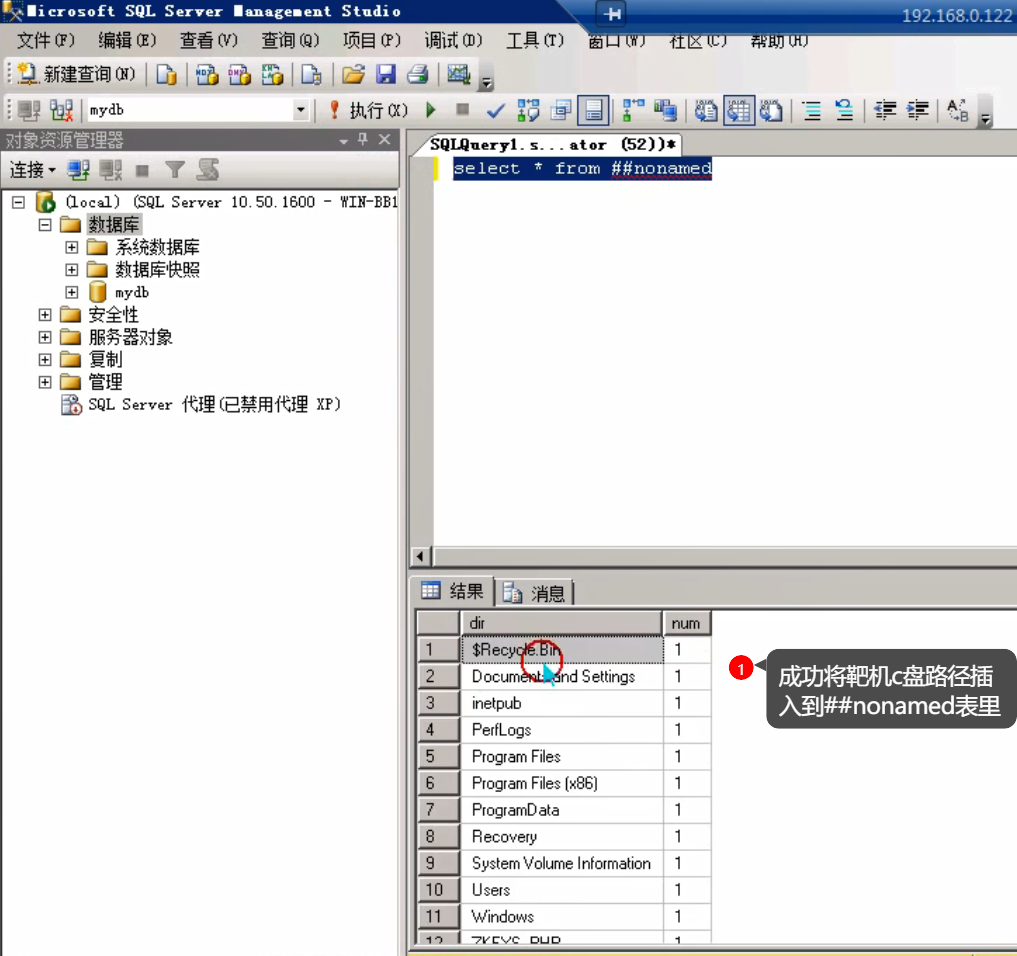 Microsoft SQL Server Management Studio
192.168.0.122
文件(F) 编辑(E) 查看(V) 查询(Q) 项目(P) 调试(D) 工具(T) 窗口(W) 社区(C) 帮助(H)
新建查询(N)
mydb
执行(X)
对象资源管理器
连接
(local) (SQL Server 10.50.1600 - WIN-BB1
数据库
系统数据库
数据库快照
mydb
安全性
服务器对象
复制
管理
SQL Server 代理(已禁用代理 XP)
SQLQuery1.s...ator (52))*
select * from ##nonamed
结果 消息
dir num
1 $Recycle.Bin 1
2 Documents and Settings 1
3 inetpub 1
4 PerfLogs 1
5 Program Files 1
6 Program Files (x86) 1
7 ProgramData 1
8 Recovery 1
9 System Volume Information 1
10 Users 1
11 Windows 1
12 ZKEYS_PHP 1
1
成功将靶机c盘路径插
入到##nonamed表里